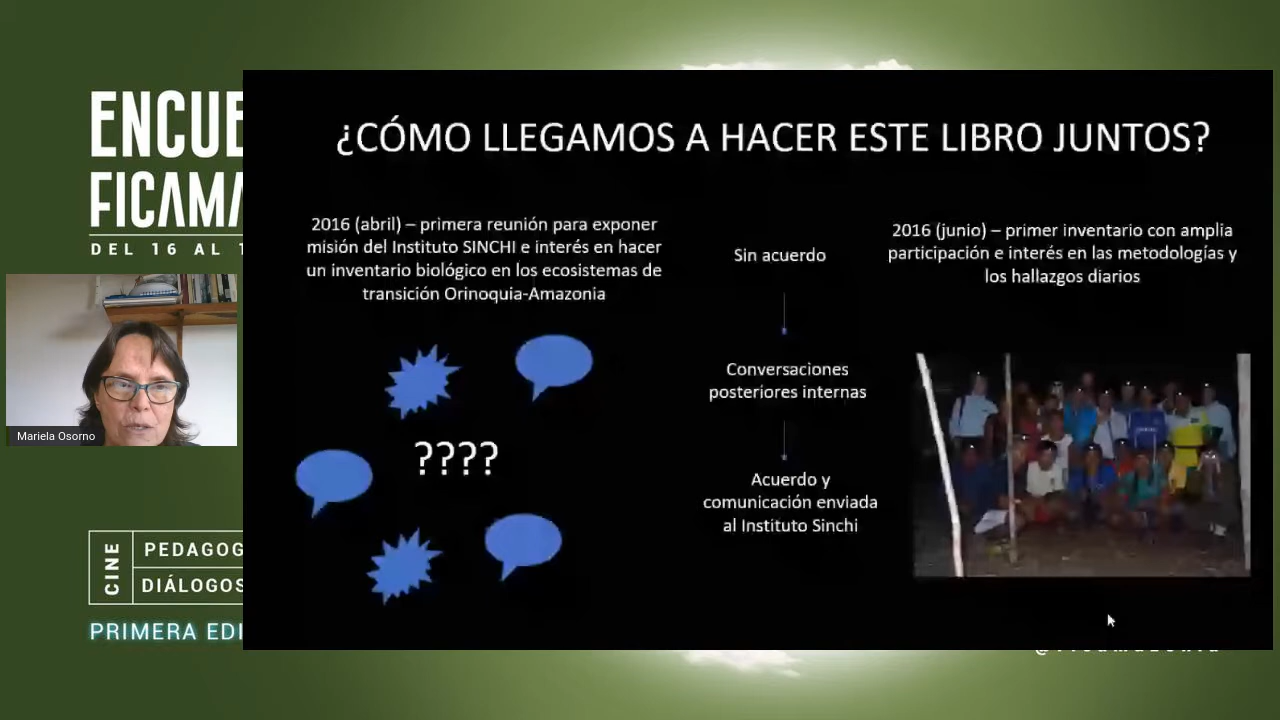 ENCUE
FICAMA
DEL 16 AL 1
Mariela Osorno
CINE
PEDAGOG
DIÁLOGOS
PRIMERA EDI
¿CÓMO LLEGAMOS A HACER ESTE LIBRO JUNTOS?
2016 (abril) – primera reunión para exponer
misión del Instituto SINCHI e interés en hacer
un inventario biológico en los ecosistemas de
transición Orinoquia-Amazonia
????
Sin acuerdo
Conversaciones
posteriores internas
Acuerdo y
comunicación enviada
al Instituto Sinchi
2016 (junio) – primer inventario con amplia
participación e interés en las metodologías y
los hallazgos diarios